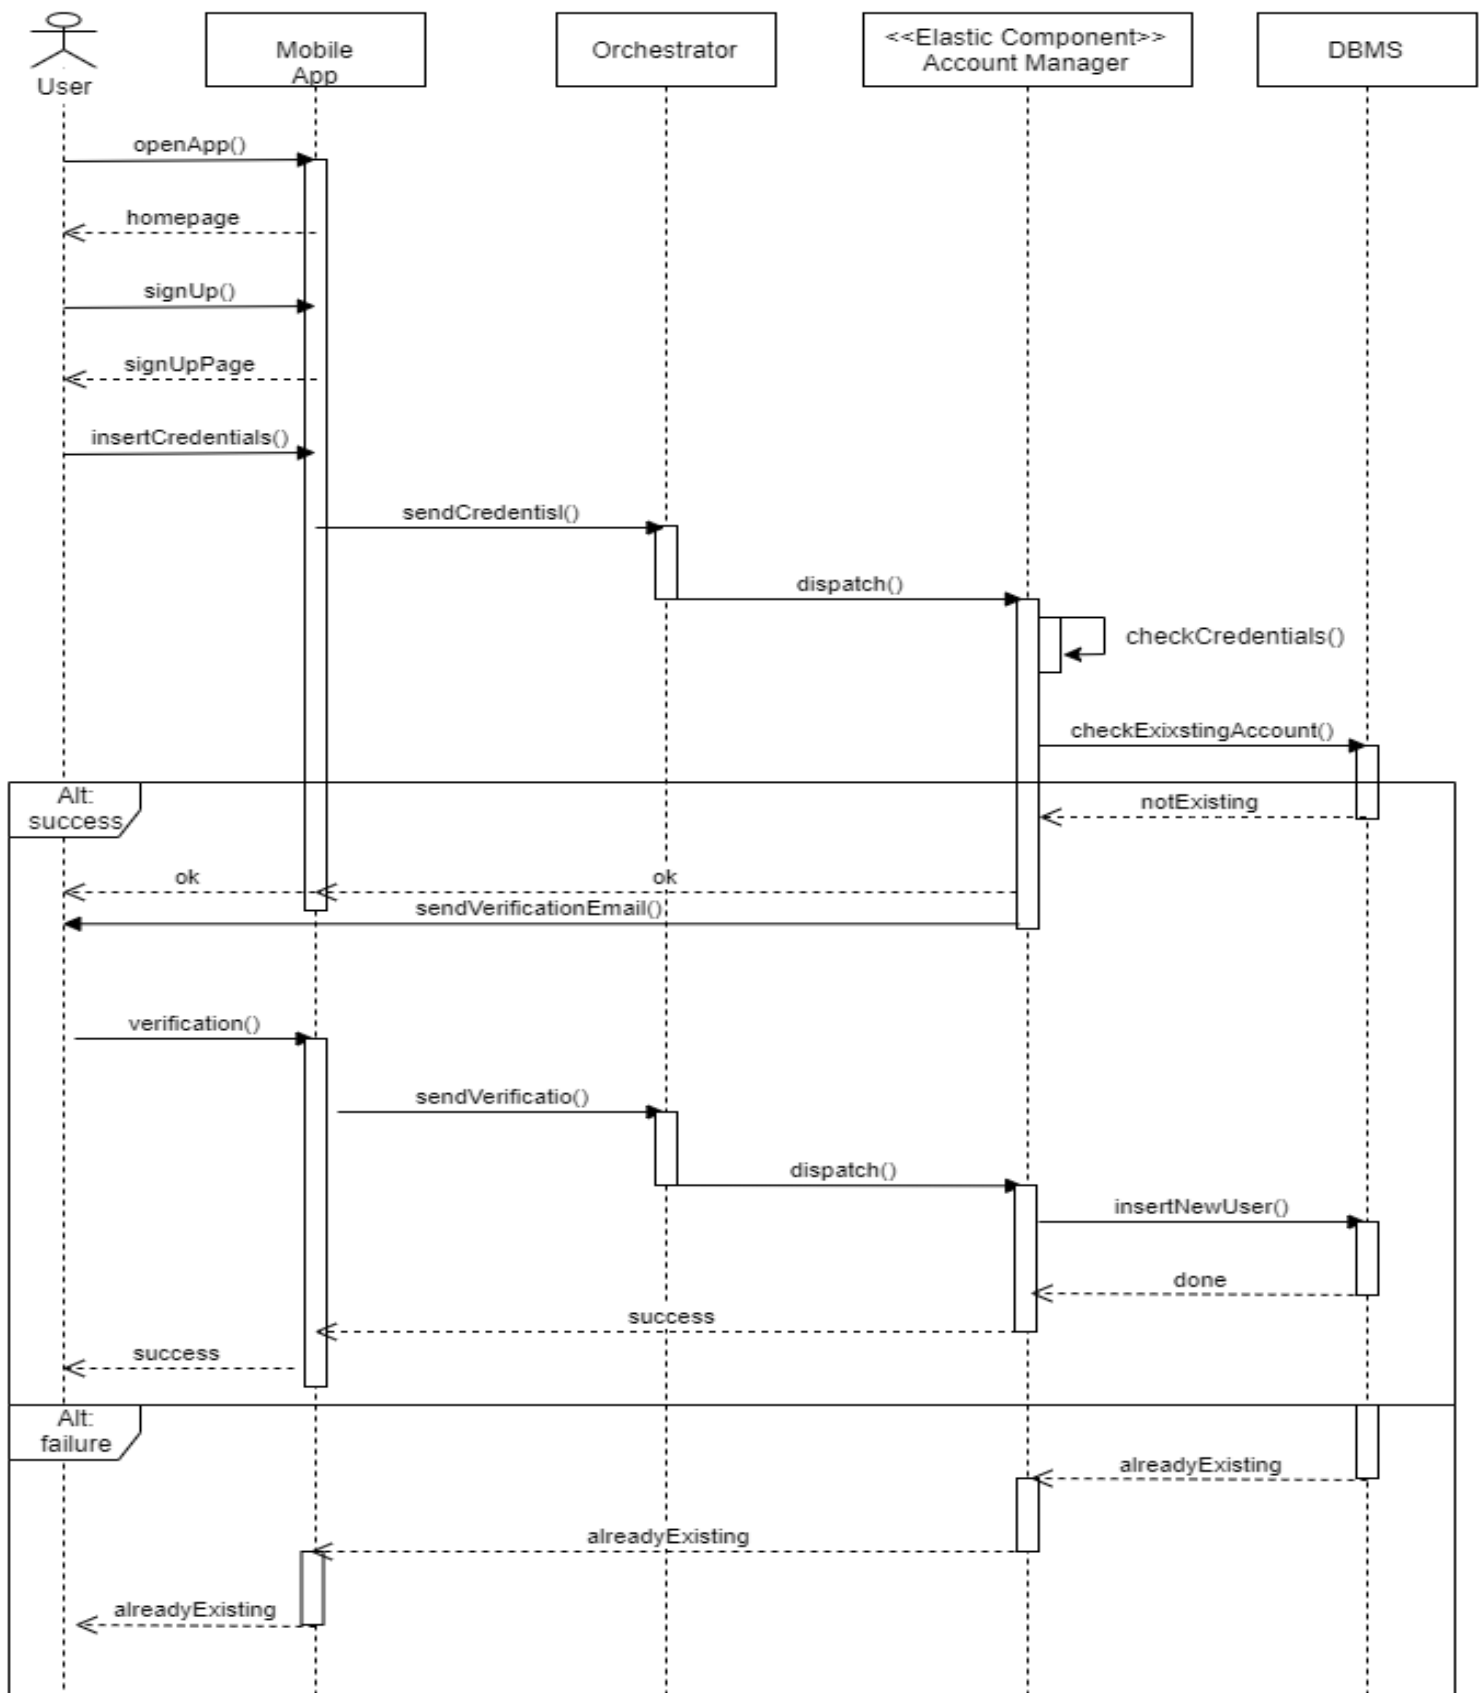 User
Mobile
App
Orchestrator
<<Elastic Component>>
Account Manager
DBMS
openApp()
homepage
signUp()
signUpPage
insertCredentials()
sendCredentisl()
dispatch()
checkCredentials()
checkExixstingAccount()
Alt:
success
notExisting
ok
ok
sendVerificationEmail()
verification()
sendVerificatio()
dispatch()
insertNewUser()
done
success
success
Alt:
failure
alreadyExisting
alreadyExisting
alreadyExisting